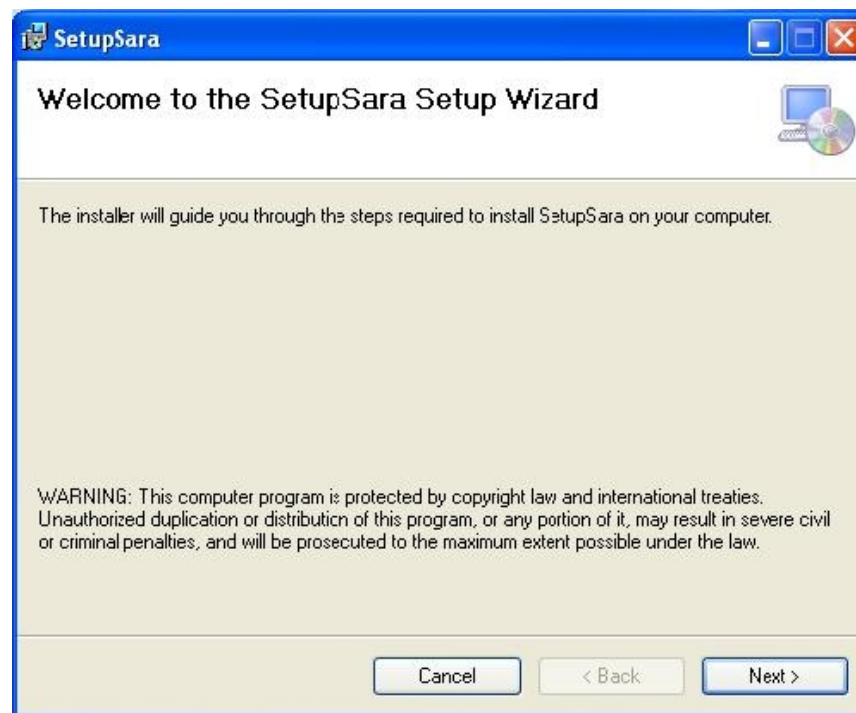 SetupSara
Welcome to the SetupSara Setup Wizard
The installer will guide you through the steps required to install SetupSara on your computer.
WARNING: This computer program is protected by copyright law and international treaties.
Unauthorized duplication or distribution of this program, or any portion of it, may result in severe civil
or criminal penalties, and will be prosecuted to the maximum extent possible under the law.
Cancel < Back Next >